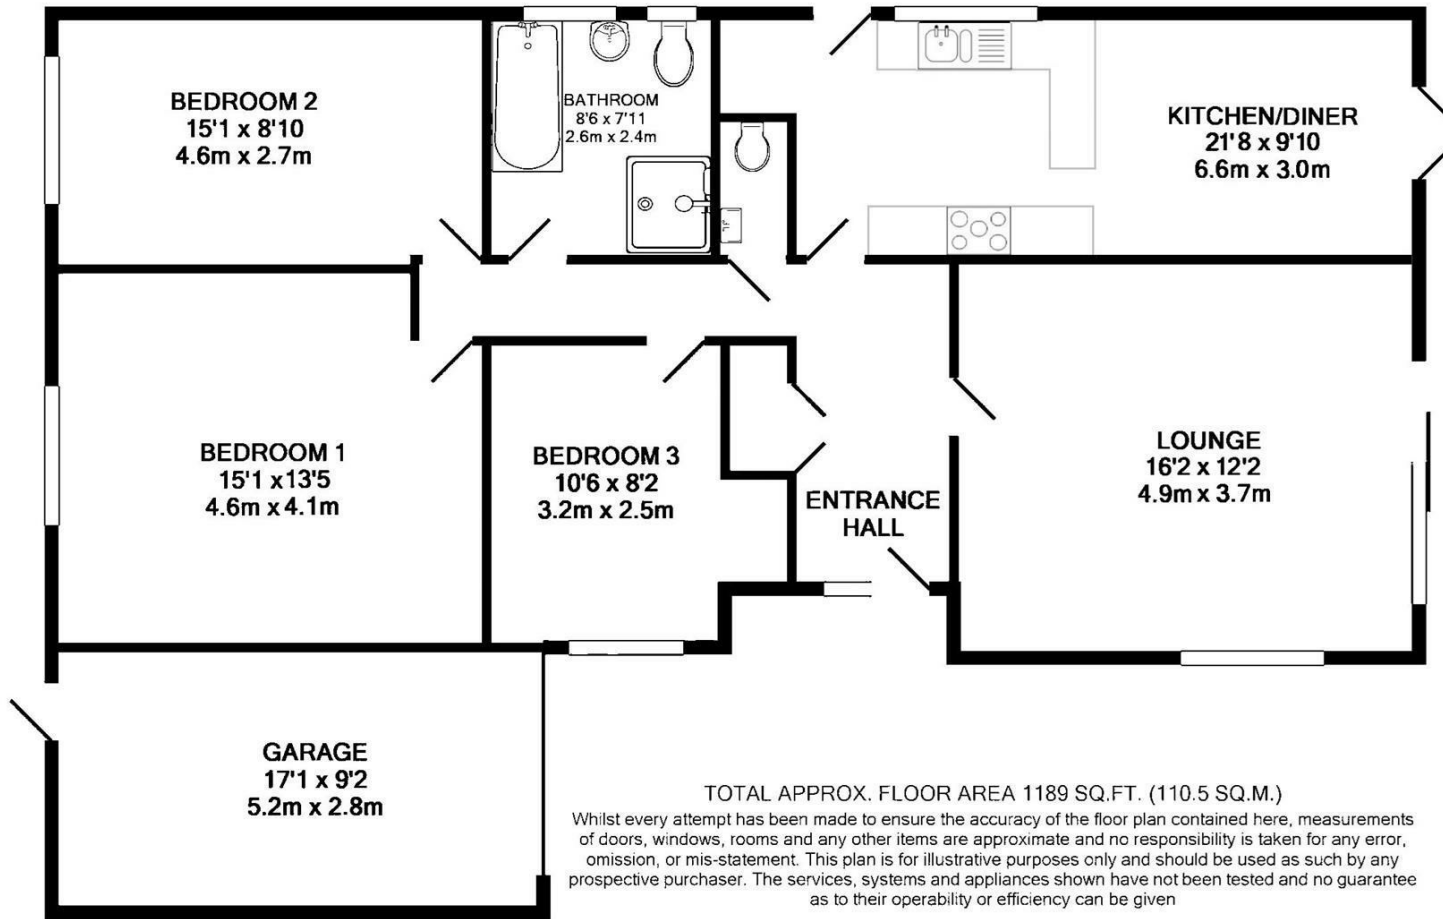 BEDROOM 2
15'1 x 8'10
4.6m x 2.7m
BATHROOM
8'6 x 7'11
2.6m x 2.4m
KITCHEN/DINER
21'8 x 9'10
6.6m x 3.0m
BEDROOM 1
15'1 x13'5
4.6m x 4.1m
BEDROOM 3
10'6 x 8'2
3.2m x 2.5m
ENTRANCE
HALL
LOUNGE
16'2 x 12'2
4.9m x 3.7m
GARAGE
17'1 x 9'2
5.2m x 2.8m
TOTAL APPROX. FLOOR AREA 1189 SQ.FT. (110.5 SQ.M.)
Whilst every attempt has been made to ensure the accuracy of the floor plan contained here, measurements
of doors, windows, rooms and any other items are approximate and no responsibility is taken for any error,
omission, or mis-statement. This plan is for illustrative purposes only and should be used as such by any
prospective purchaser. The services, systems and appliances shown have not been tested and no guarantee
as to their operability or efficiency can be given